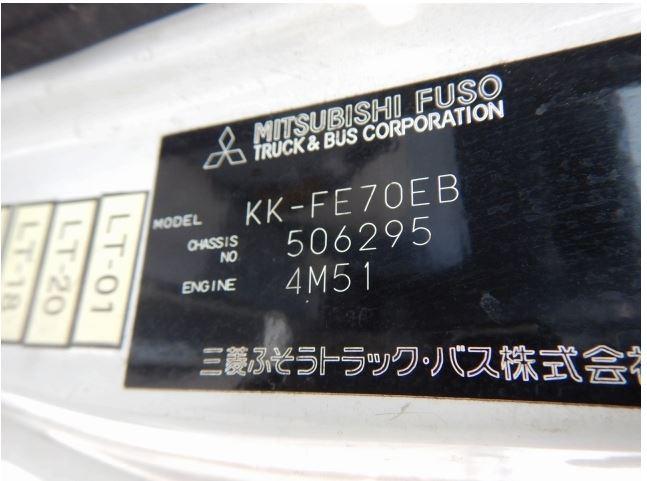 MITSUBISHI FUSO
TRUCK & BUS CORPORATION
MODEL KK-FE70EB
CHASSIS NO. 506295
ENGINE 4M51
三菱ふそうトラック・バス株式会
LT-18
LT-20
LT-01